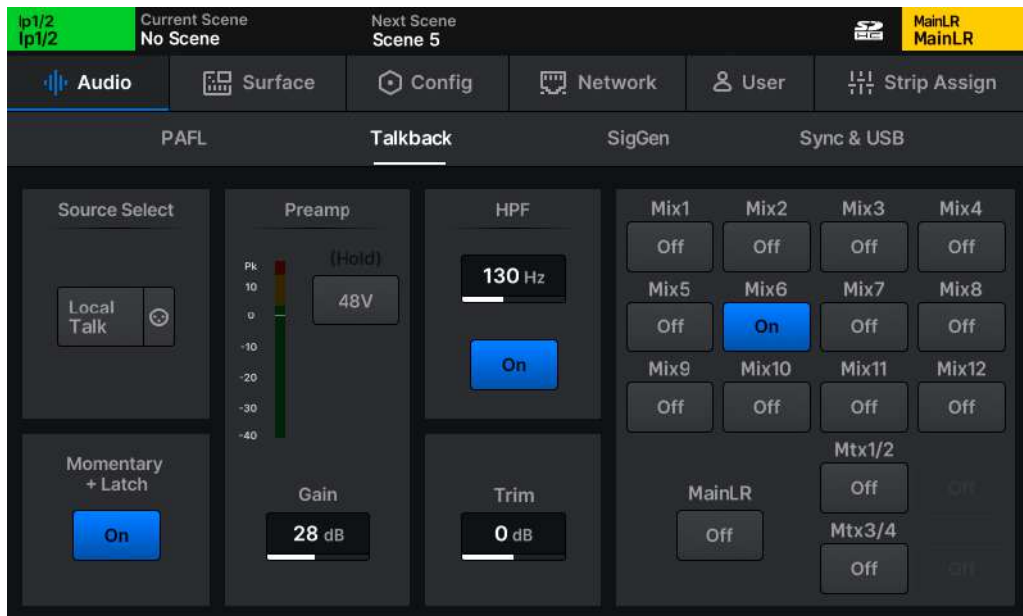 Ip1/2
Ip1/2
Current Scene
No Scene
Next Scene
Scene 5
MainLR
MainLR
Audio
Surface
Config
Network
User
Strip Assign
PAFL
Talkback
SigGen
Sync & USB
Source Select
Local
Talk
Momentary
+ Latch
On
Preamp
(Hold)
48V
Pk
10
0
-10
-20
-30
-40
Gain
28 dB
HPF
130 Hz
On
Trim
0 dB
Mix1 Mix2 Mix3 Mix4
Off Off Off Off
Mix5 Mix6 Mix7 Mix8
Off On Off Off
Mix9 Mix10 Mix11 Mix12
Off Off Off Off
Mtx1/2
MainLR Off Off
Off Mtx3/4
Off Off